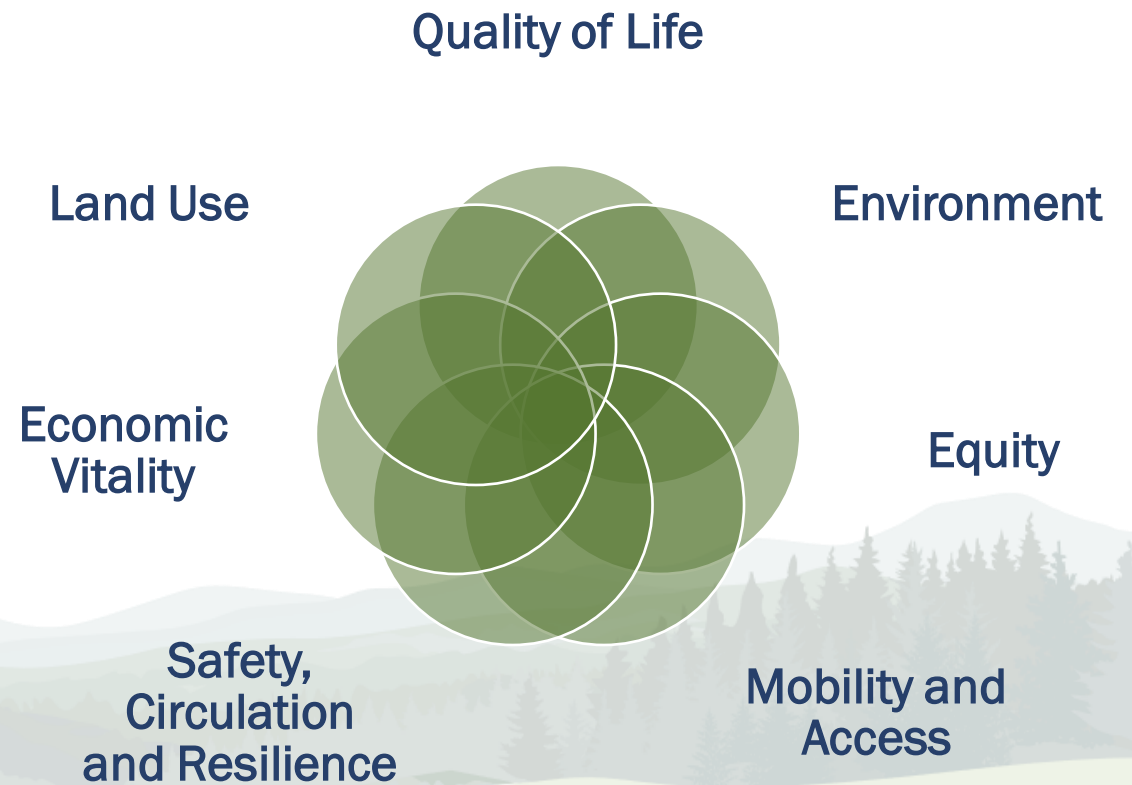 Quality of Life
Land Use
Environment
Economic
Vitality
Equity
Safety,
Circulation
and Resilience
Mobility and
Access